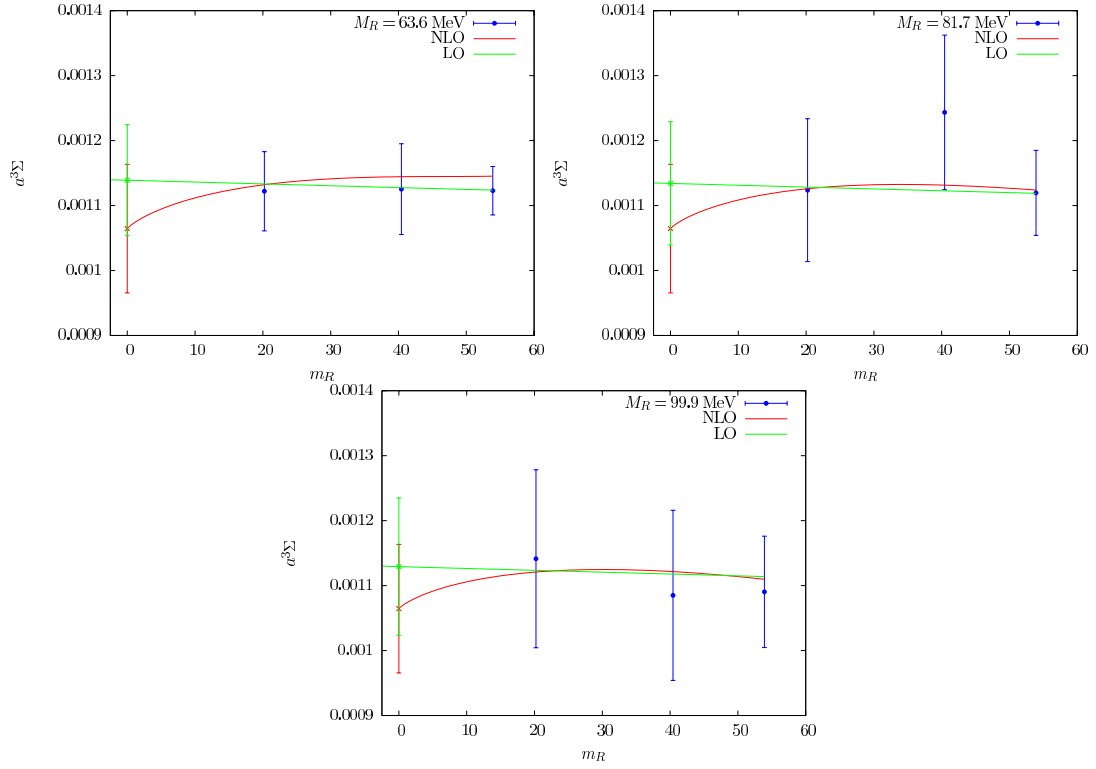 0.0014
0.0013
0.0012
0.0011
0.001
0.0009
0 10 20 30 40 50 60
a³Σ
m_R
M_R = 63.6 MeV
NLO
LO
0.0014
0.0013
0.0012
0.0011
0.001
0.0009
0 10 20 30 40 50 60
a³Σ
m_R
M_R = 81.7 MeV
NLO
LO
0.0014
0.0013
0.0012
0.0011
0.001
0.0009
0 10 20 30 40 50 60
a³Σ
m_R
M_R = 99.9 MeV
NLO
LO